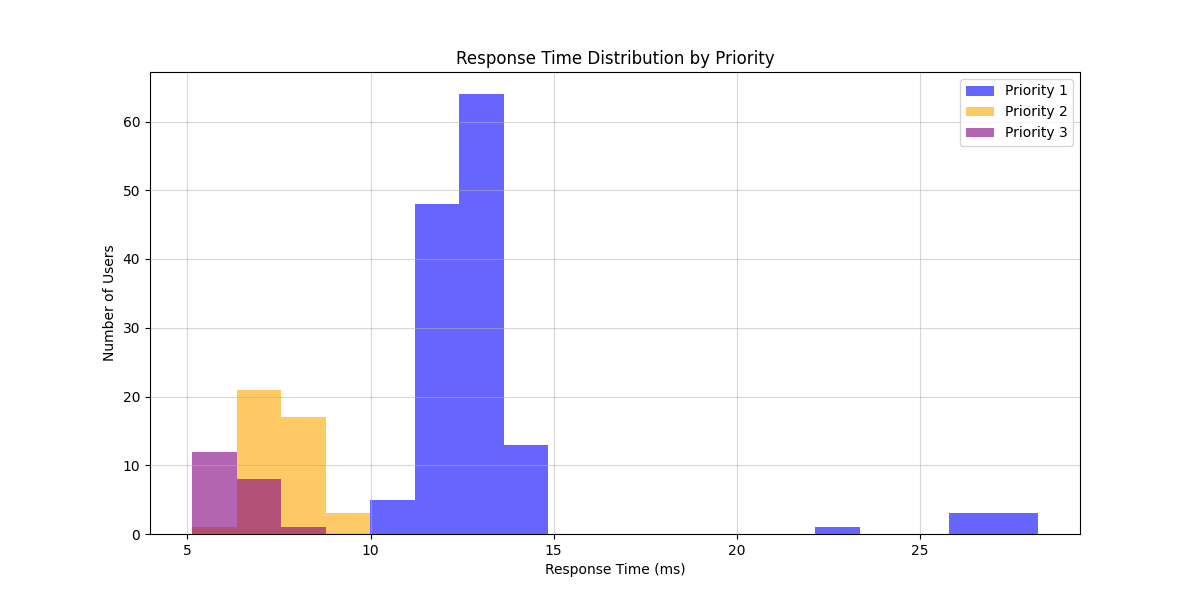 Response Time Distribution by Priority
Priority 1
Priority 2
Priority 3
Number of Users
60
50
40
30
20
10
0
5 10 15 20 25
Response Time (ms)